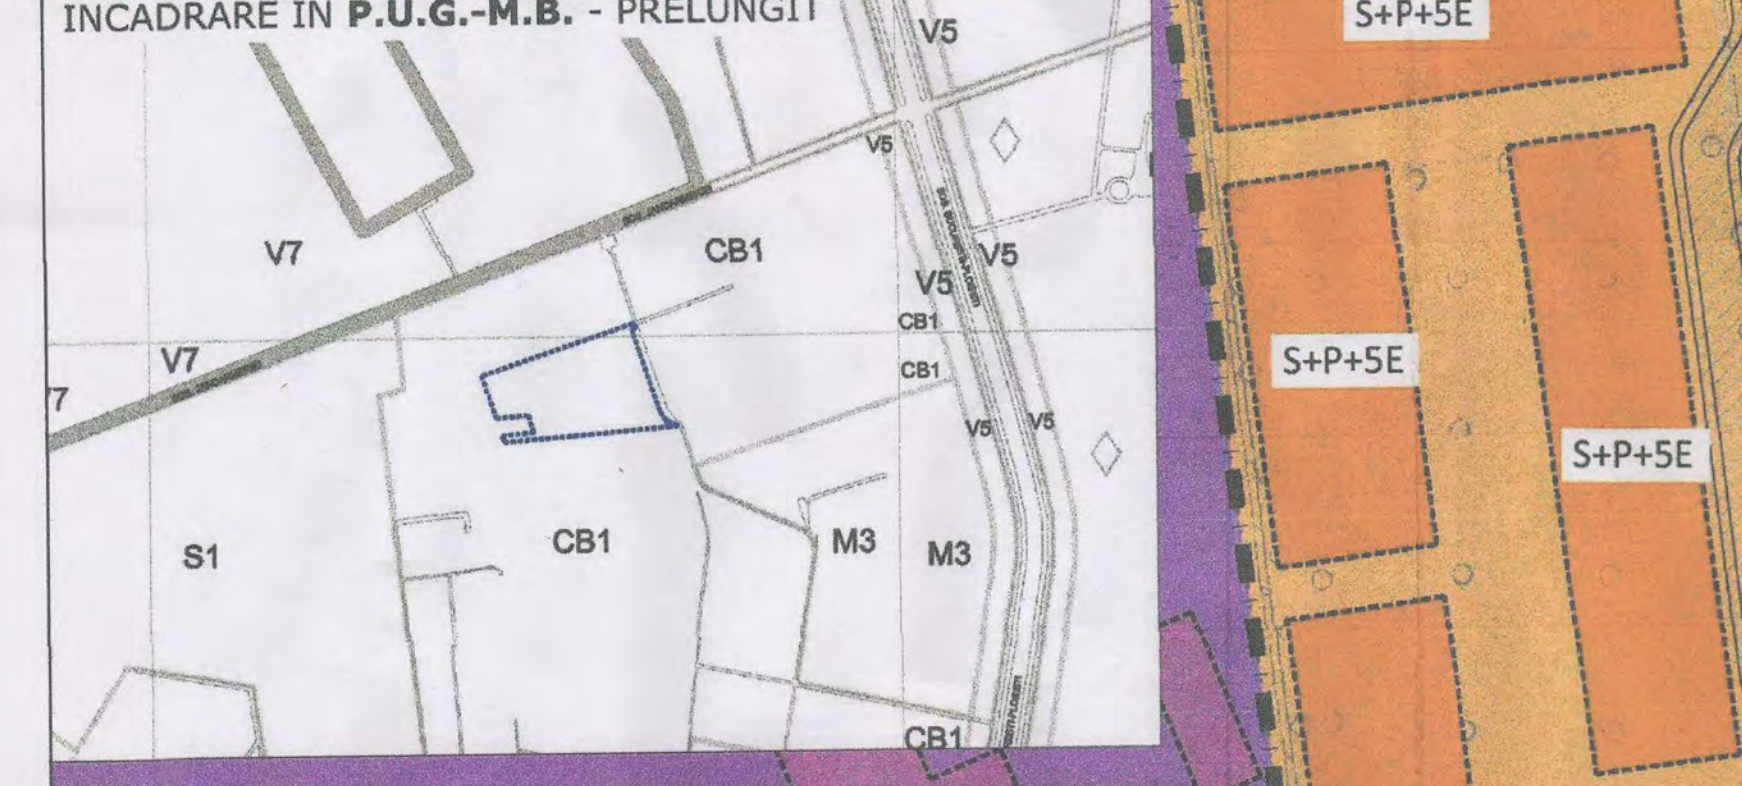 INCADRARE IN P.U.G.-M.B. - PRELUNGIT
S+P+5E
V5
V5
V7
CB1
V5
V5
CB1
V7
CB1
S+P+5E
7
V5
V5
S+P+5E
S1
CB1
M3
M3
CB1